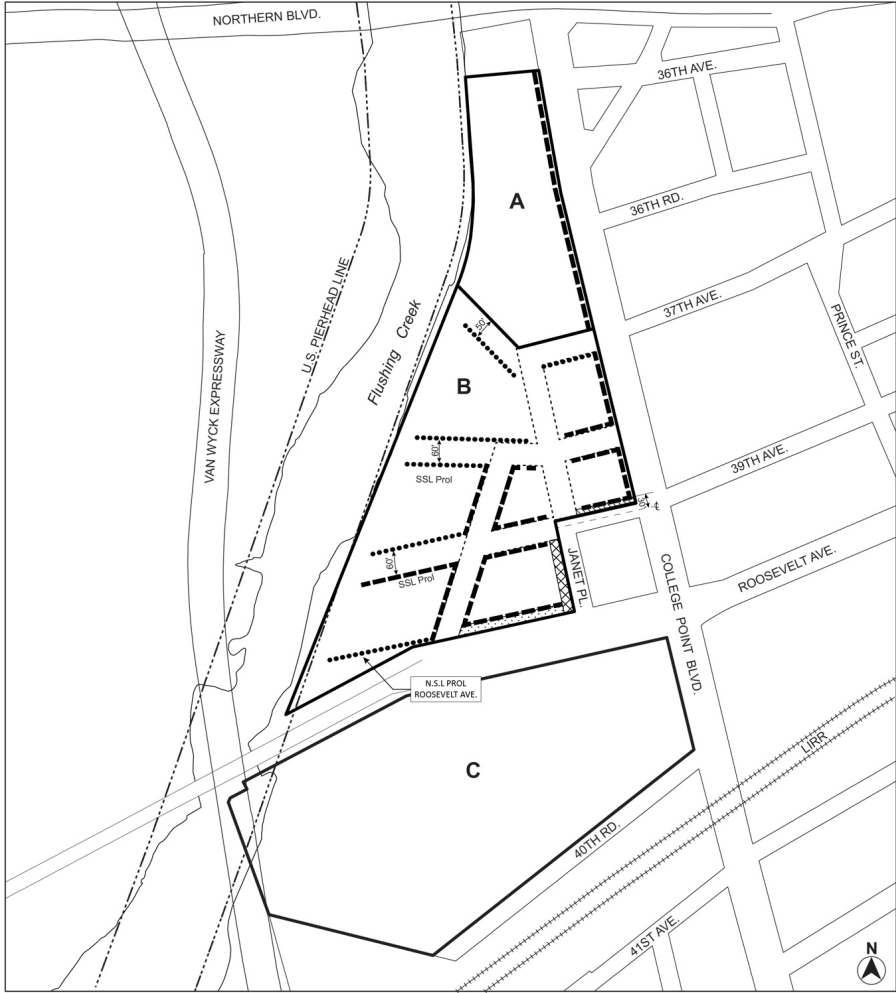 NORTHERN BLVD.
36TH AVE.
A
36TH RD.
U.S. PIERHEAD LINE
37TH AVE.
Flushing Creek
50'
PRINCE ST.
VAN WYCK EXPRESSWAY
B
60'
39TH AVE.
SSL Prol
30'
℄
60'
SSL Prol
JANET PL.
COLLEGE POINT BLVD.
ROOSEVELT AVE.
N.S.L PROL
ROOSEVELT AVE.
C
LIRR
40TH RD.
41ST AVE.
N